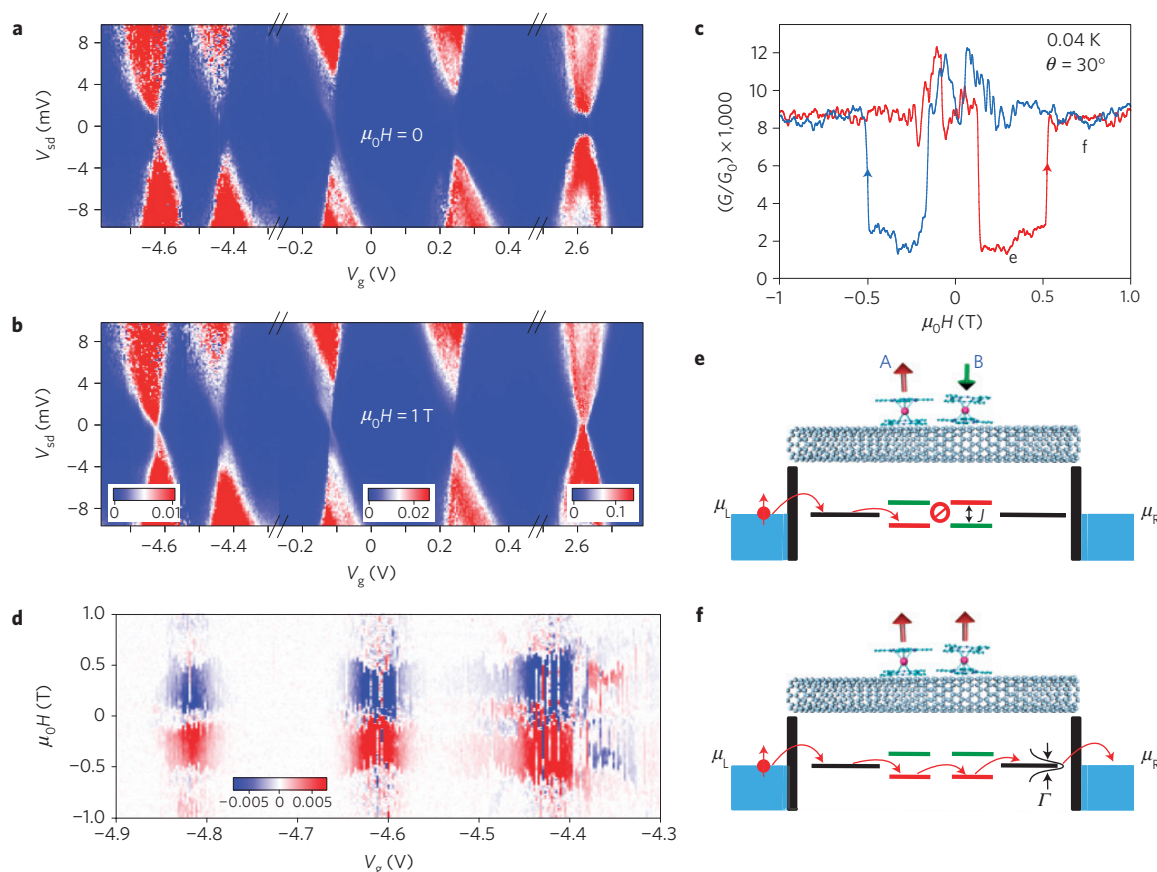 a
8
4
0
−4
−8
V_sd (mV)
μ₀H = 0
−4.6
−4.4
−0.2
0
0.2
0.4
2.6
V_g (V)
b
8
4
0
−4
−8
V_sd (mV)
μ₀H = 1 T
0
0.01
0
0.02
0
0.1
−4.6
−4.4
−0.2
0
0.2
0.4
2.6
V_g (V)
c
12
10
8
6
4
2
0
(G/G₀) × 1,000
0.04 K
θ = 30°
f
e
−1
−0.5
0
0.5
1.0
μ₀H (T)
d
1.0
0.5
0
−0.5
−1.0
μ₀H (T)
−0.005
0
0.005
−4.9
−4.8
−4.7
−4.6
−4.5
−4.4
−4.3
V_g (V)
e
A
B
μ_L
J
μ_R
f
μ_L
μ_R
Γ